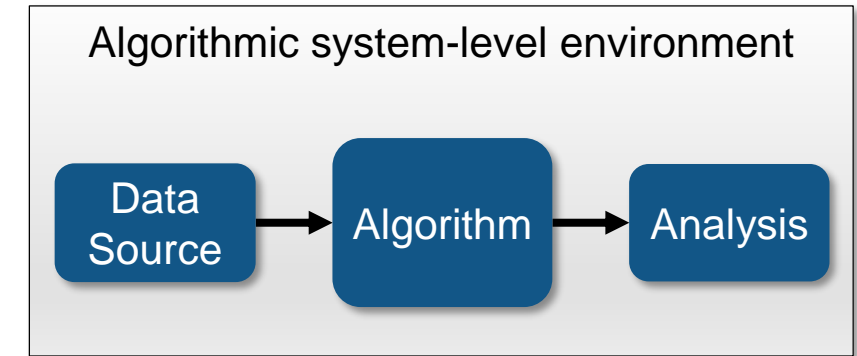 Algorithmic system-level environment
Data
Source
Algorithm
Analysis